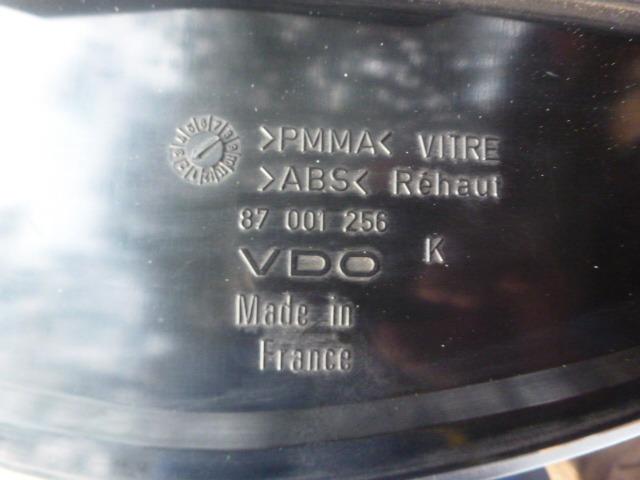 >PMMA< VITRE
>ABS< Réhaut
87 001 256
VDO K
Made in
France